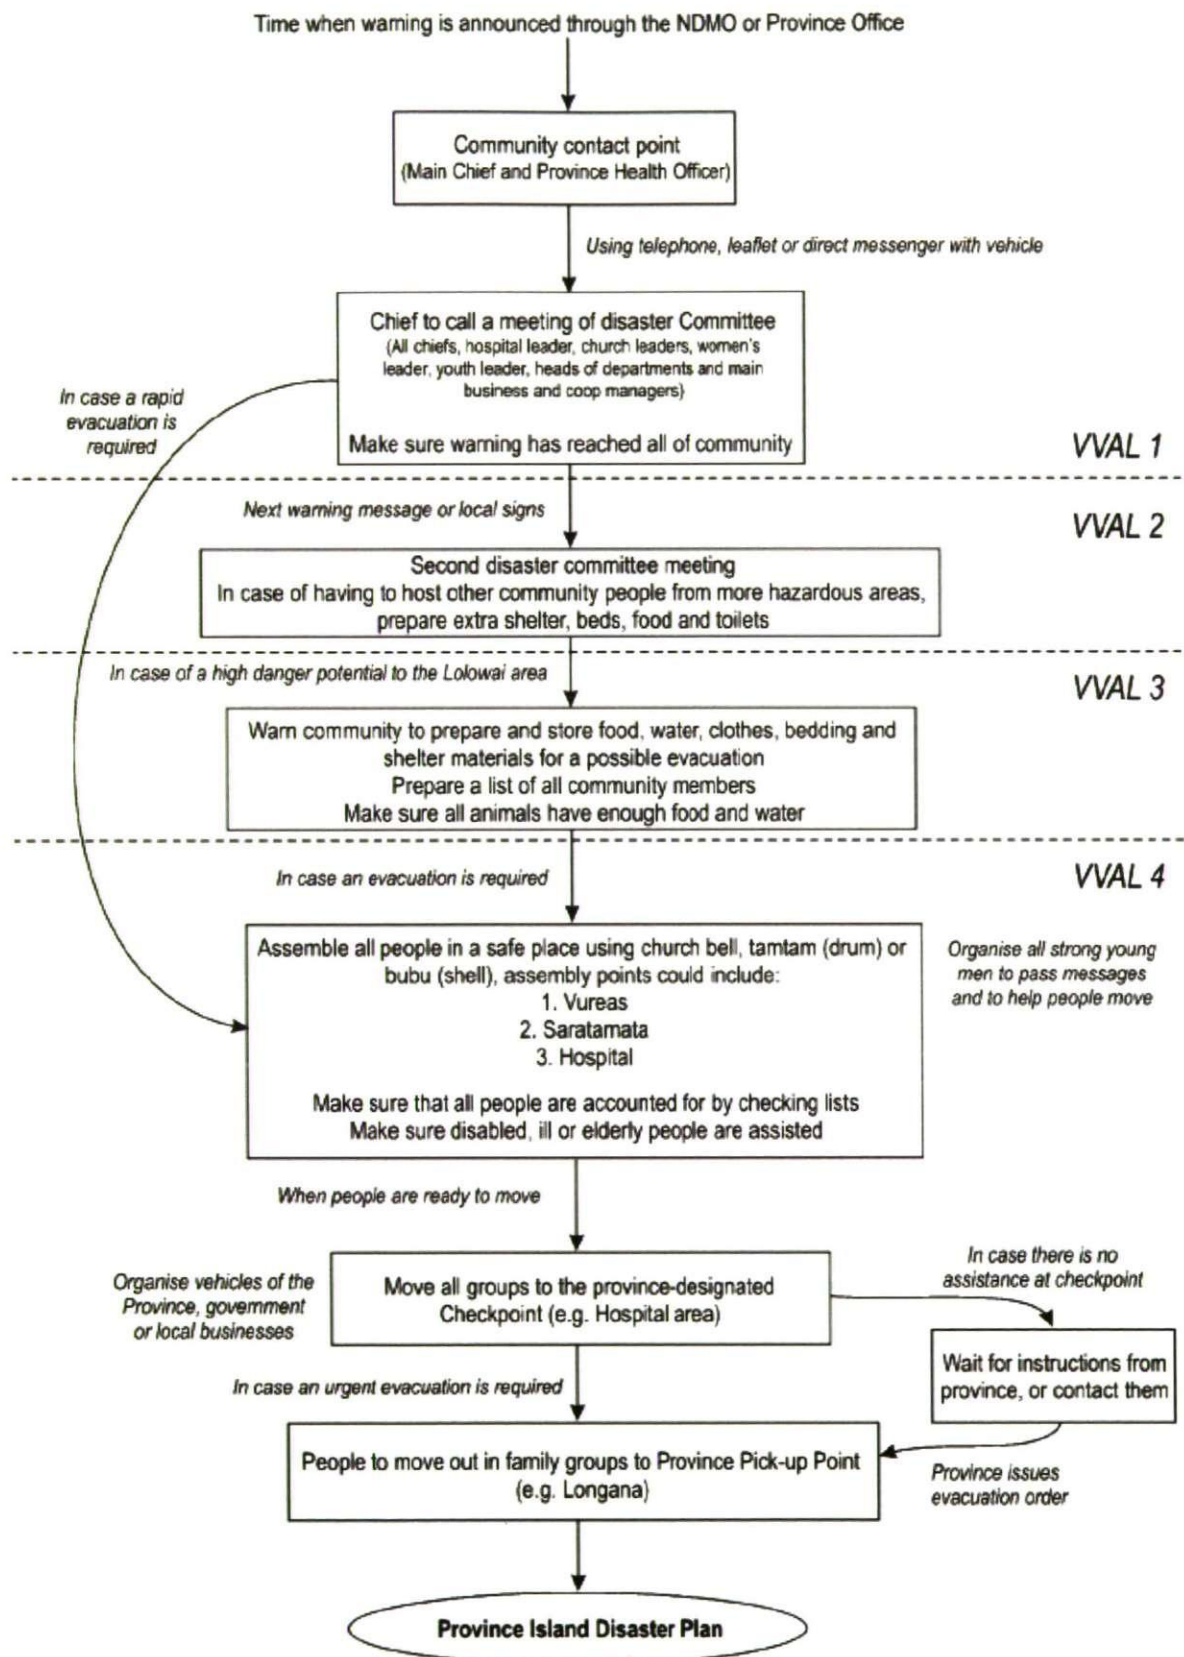 Time when warning is announced through the NDMO or Province Office
Community contact point
(Main Chief and Province Health Officer)
Using telephone, leaflet or direct messenger with vehicle
Chief to call a meeting of disaster Committee
(All chiefs, hospital leader, church leaders, women's
leader, youth leader, heads of departments and main
business and coop managers)
Make sure warning has reached all of community
In case a rapid
evacuation is
required
VVAL 1
Next warning message or local signs
VVAL 2
Second disaster committee meeting
In case of having to host other community people from more hazardous areas,
prepare extra shelter, beds, food and toilets
In case of a high danger potential to the Lolowai area
VVAL 3
Warn community to prepare and store food, water, clothes, bedding and
shelter materials for a possible evacuation
Prepare a list of all community members
Make sure all animals have enough food and water
In case an evacuation is required
VVAL 4
Assemble all people in a safe place using church bell, tamtam (drum) or
bubu (shell), assembly points could include:
1. Vureas
2. Saratamata
3. Hospital
Make sure that all people are accounted for by checking lists
Make sure disabled, ill or elderly people are assisted
Organise all strong young
men to pass messages
and to help people move
When people are ready to move
Organise vehicles of the
Province, government
or local businesses
Move all groups to the province-designated
Checkpoint (e.g. Hospital area)
In case there is no
assistance at checkpoint
Wait for instructions from
province, or contact them
In case an urgent evacuation is required
People to move out in family groups to Province Pick-up Point
(e.g. Longana)
Province issues
evacuation order
Province Island Disaster Plan